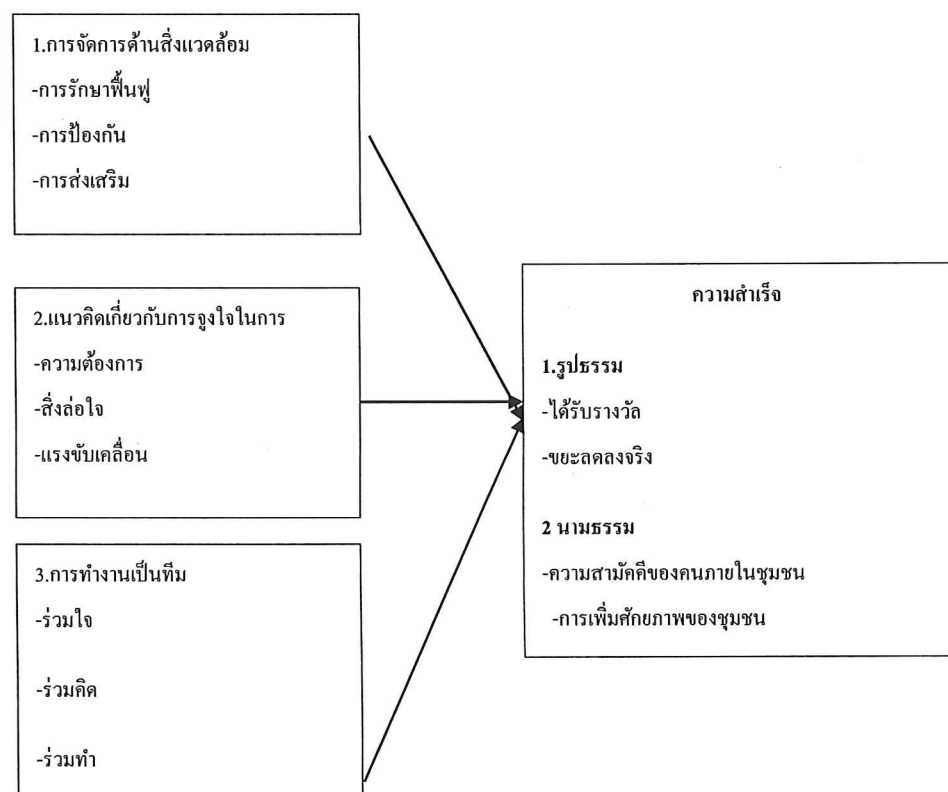 1.การจัดการด้านสิ่งแวดล้อม
-การรักษาฟื้นฟู
-การป้องกัน
-การส่งเสริม
2.แนวคิดเกี่ยวกับการจูงใจในการ
-ความต้องการ
-สิ่งล่อใจ
-แรงขับเคลื่อน
3.การทำงานเป็นทีม
-ร่วมใจ
-ร่วมคิด
-ร่วมทำ
ความสำเร็จ
1.รูปธรรม
-ได้รับรางวัล
-ขยะลดลงจริง
2 นามธรรม
-ความสามัคคีของคนภายในชุมชน
-การเพิ่มศักยภาพของชุมชน